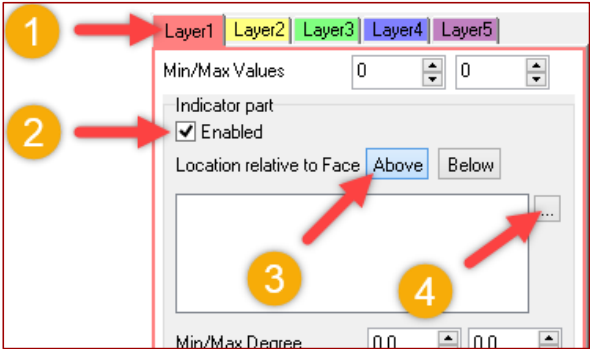 1
Layer1 Layer2 Layer3 Layer4 Layer5
Min/Max Values 0 0
Indicator part
2
Enabled
Location relative to Face Above Below
...
3
4
Min/Max Degree 0.0 0.0